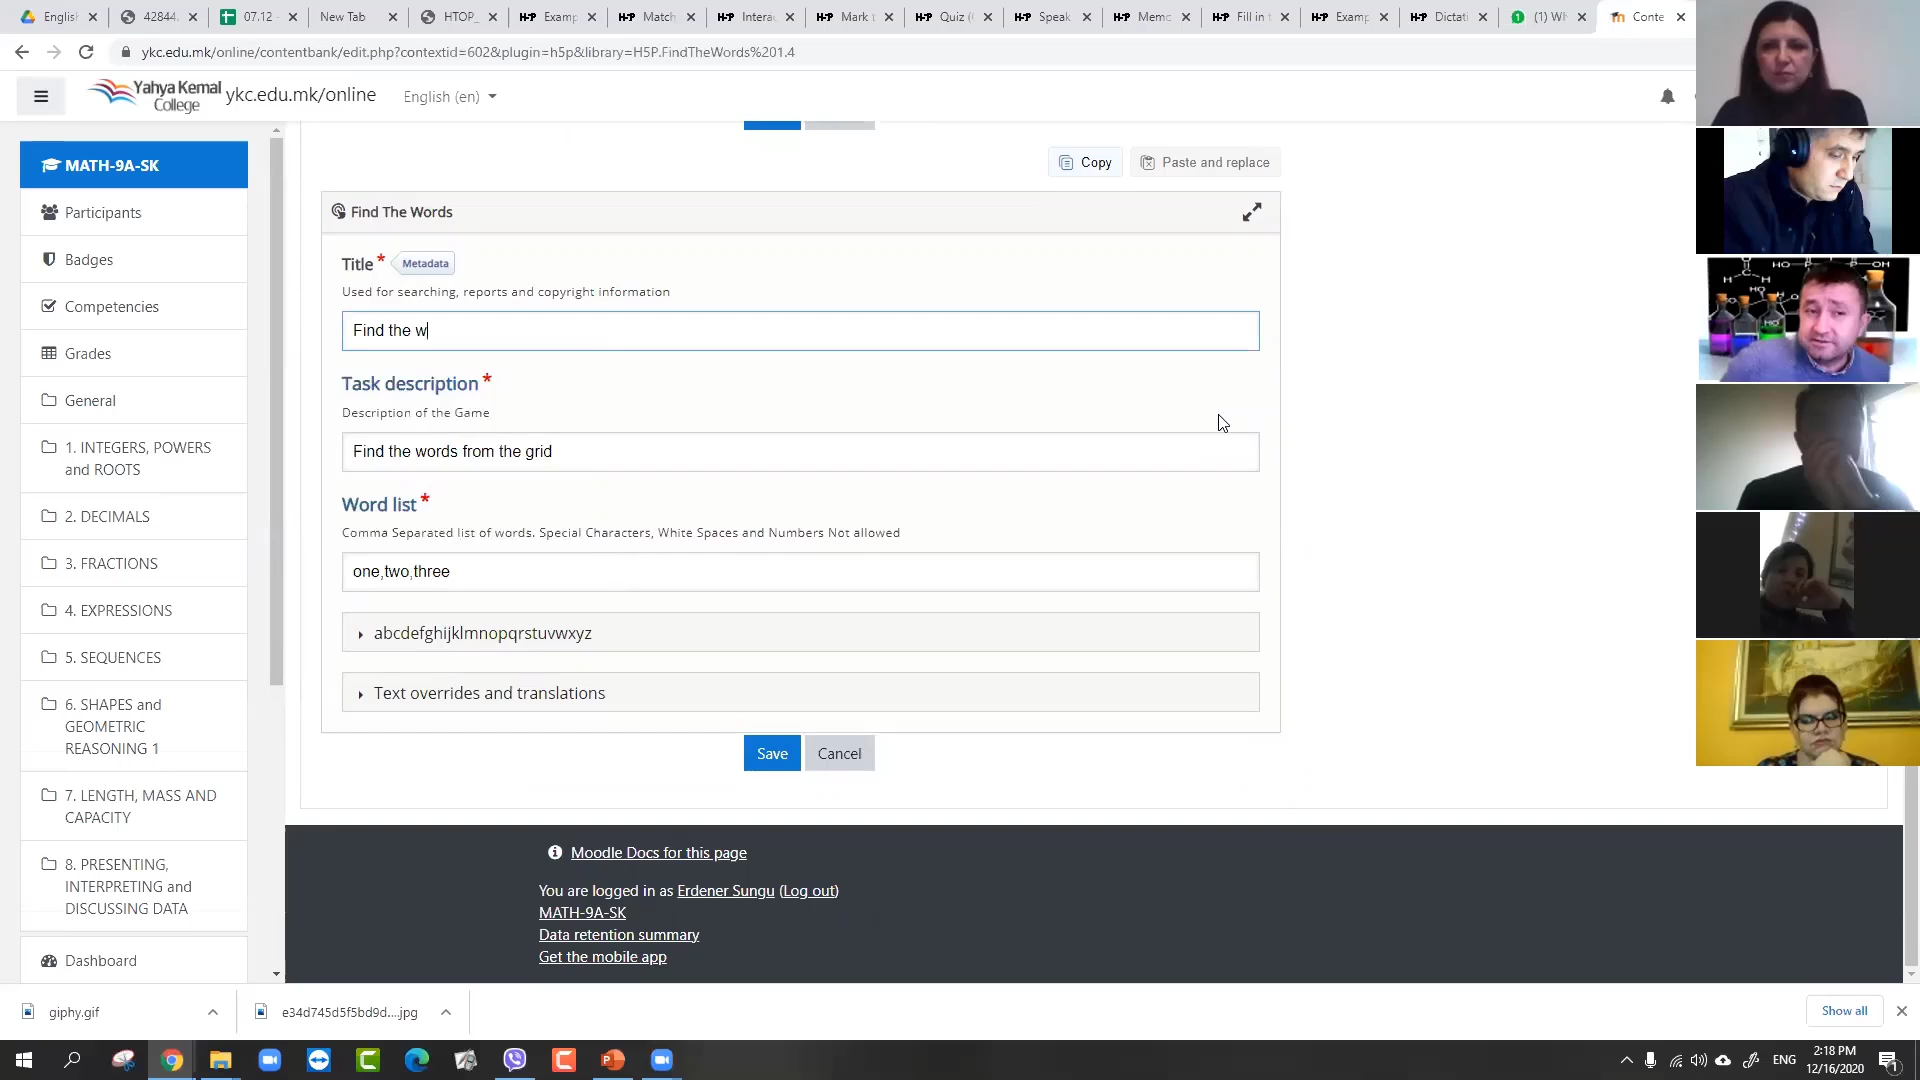 Englis
42844
07.12 -
New Tab
HTOP_
H-P Examp
H-P Match
H-P Intera
H-P Mark t
H-P Quiz (
H-P Speak
H-P Memo
H-P Fill in t
H-P Examp
H-P Dictat
1 (1) Wh
Conte
ykc.edu.mk/online/contentbank/edit.php?contextid=602&plugin=h5p&library=H5P.FindTheWords%201.4
Yahya Kemal
College
ykc.edu.mk/online
English (en)
MATH-9A-SK
Participants
Badges
Competencies
Grades
General
1. INTEGERS, POWERS
and ROOTS
2. DECIMALS
3. FRACTIONS
4. EXPRESSIONS
5. SEQUENCES
6. SHAPES and
GEOMETRIC
REASONING 1
7. LENGTH, MASS AND
CAPACITY
8. PRESENTING,
INTERPRETING and
DISCUSSING DATA
Dashboard
Copy
Paste and replace
Find The Words
Title *
Metadata
Used for searching, reports and copyright information
Find the w
Task description *
Description of the Game
Find the words from the grid
Word list *
Comma Separated list of words. Special Characters, White Spaces and Numbers Not allowed
one,two,three
abcdefghijklmnopqrstuvwxyz
Text overrides and translations
Save
Cancel
Moodle Docs for this page
You are logged in as Erdener Sungu (Log out)
MATH-9A-SK
Data retention summary
Get the mobile app
giphy.gif
e34d745d5f5bd9d....jpg
Show all
ENG
2:18 PM
12/16/2020
1